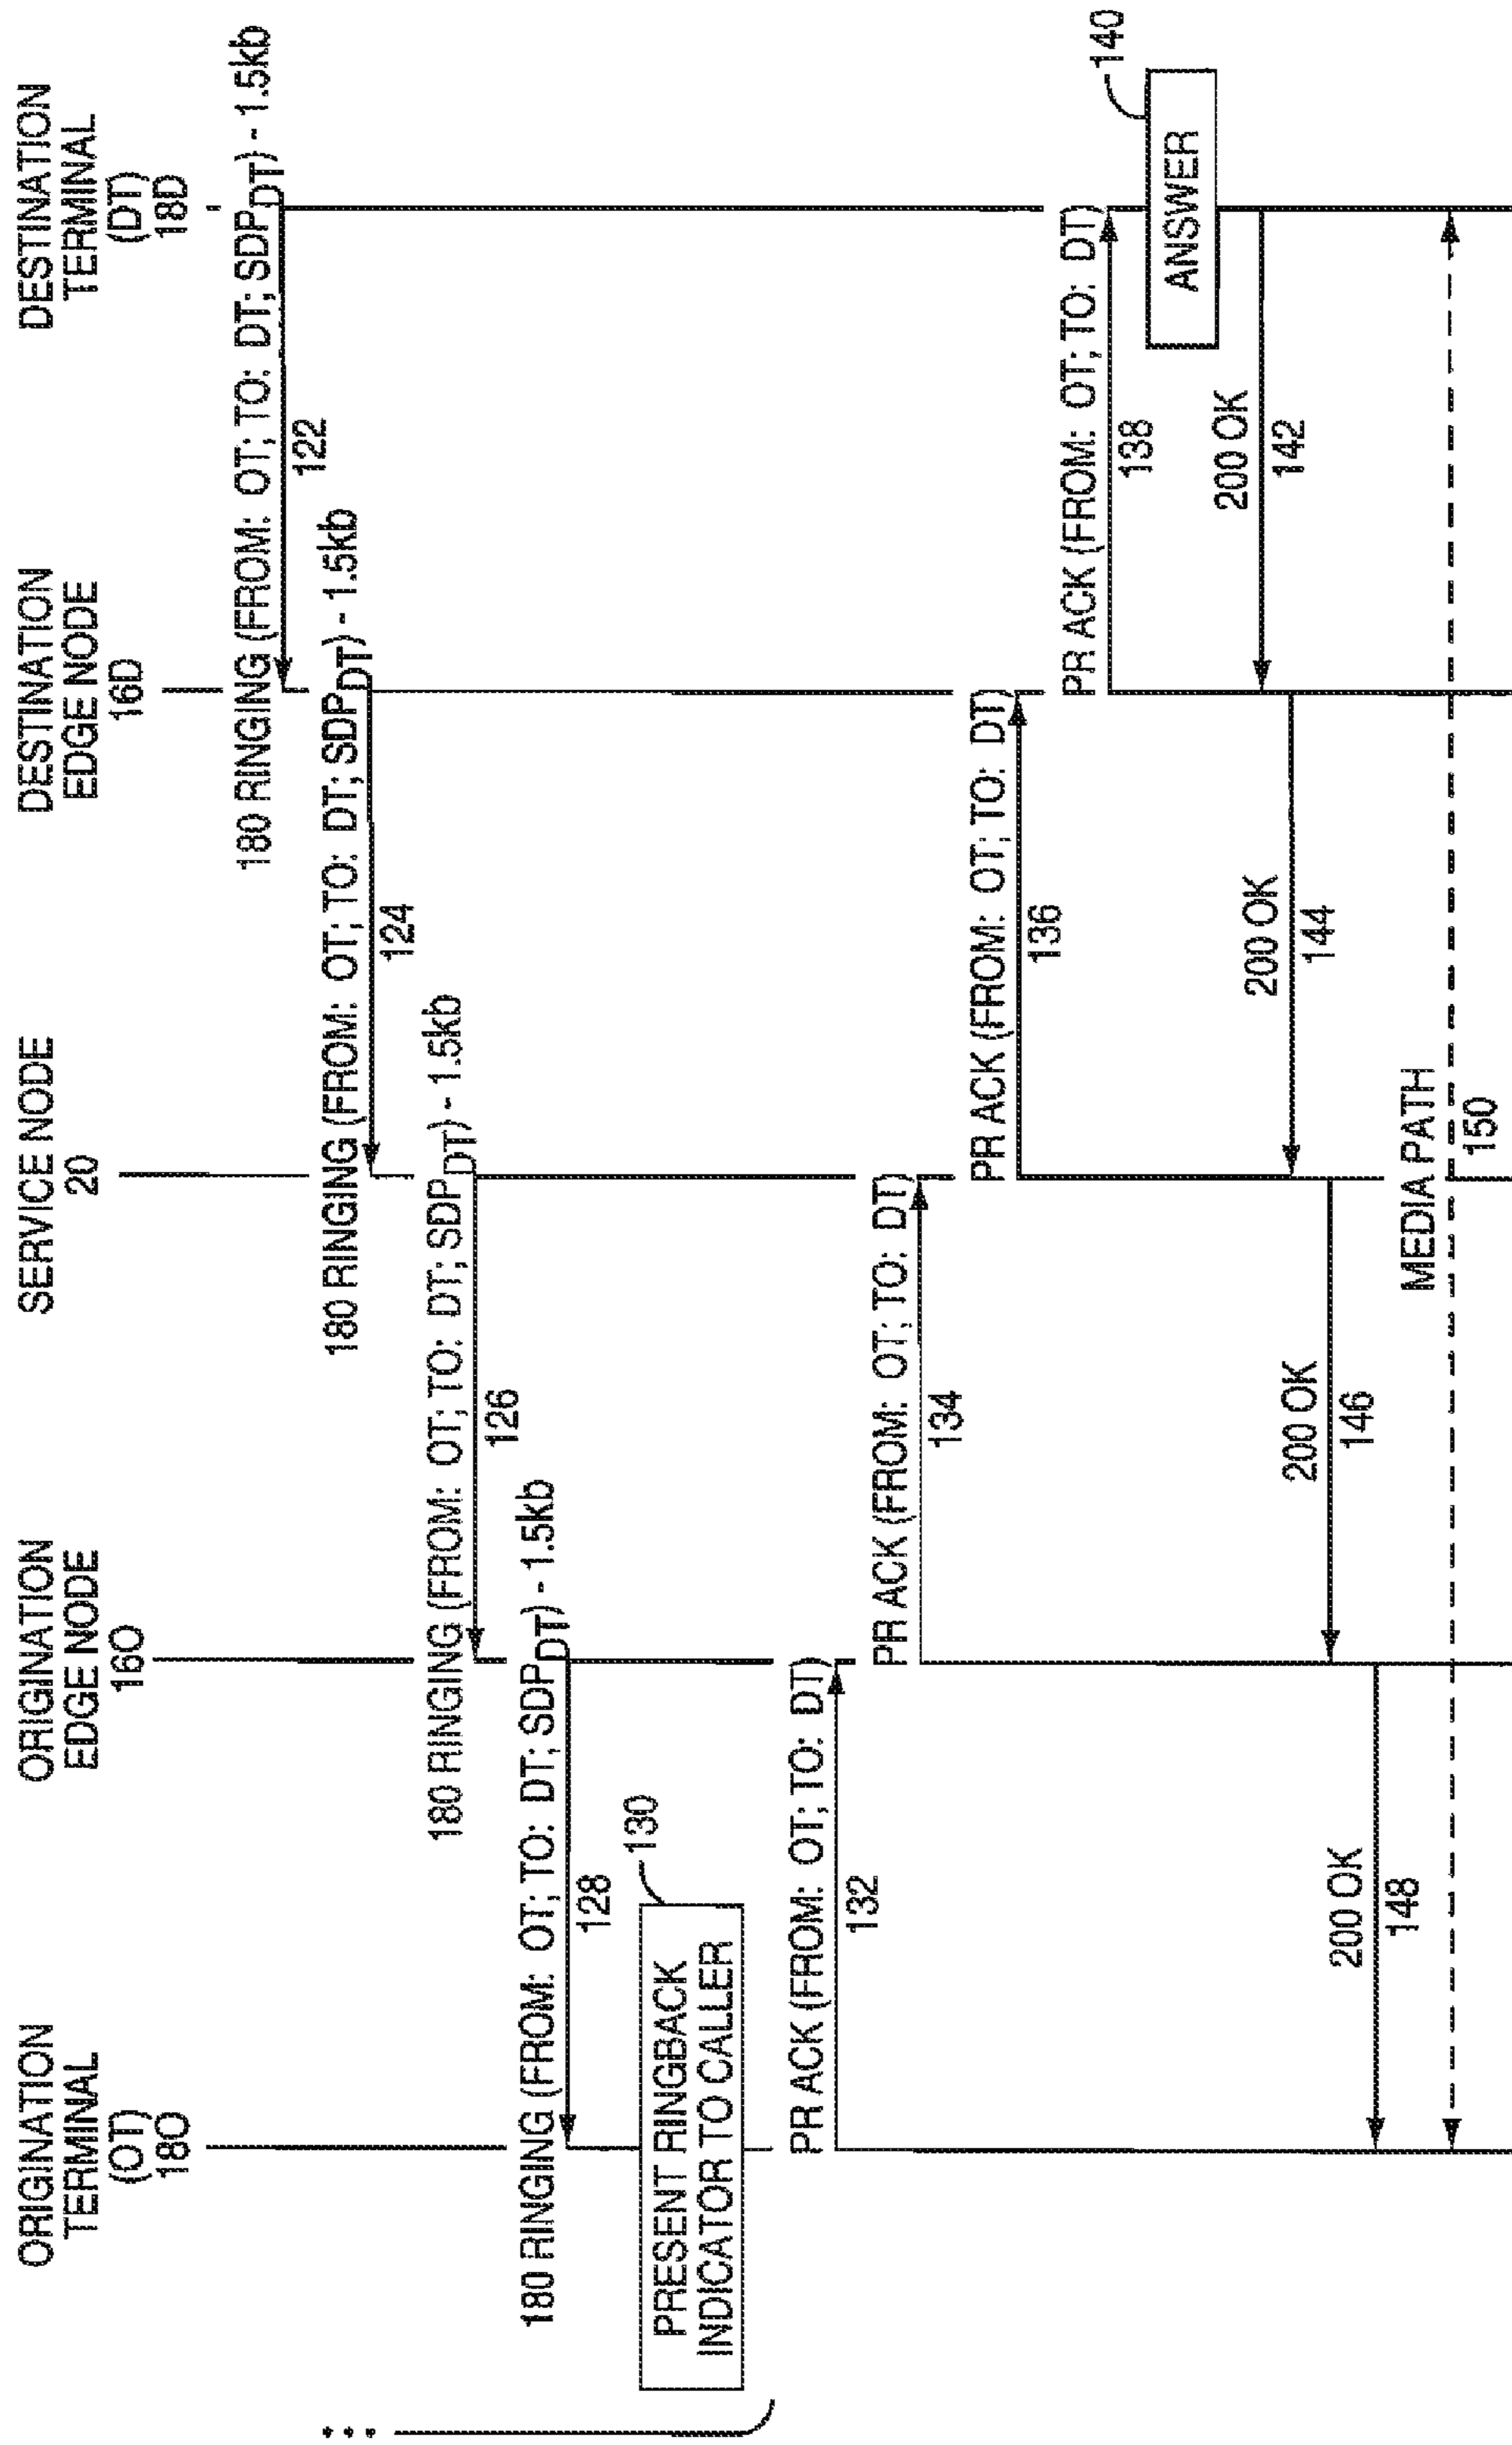 ORIGINATION
TERMINAL
(OT)
18O
ORIGINATION
EDGE NODE
16O
SERVICE NODE
20
DESTINATION
EDGE NODE
16D
DESTINATION
TERMINAL
(DT)
18D
180 RINGING (FROM: OT; TO: DT; SDPDT) - 1.5kb
122
180 RINGING (FROM: OT; TO: DT; SDPDT) - 1.5kb
124
180 RINGING (FROM: OT; TO: DT; SDPDT) - 1.5kb
126
180 RINGING (FROM: OT; TO: DT; SDPDT) - 1.5kb
128
PRESENT RINGBACK
INDICATOR TO CALLER
130
PR ACK (FROM: OT; TO: DT)
132
PR ACK (FROM: OT; TO: DT)
134
PR ACK (FROM: OT; TO: DT)
136
PR ACK (FROM: OT; TO: DT)
138
ANSWER
140
200 OK
142
200 OK
144
200 OK
146
200 OK
148
MEDIA PATH
150